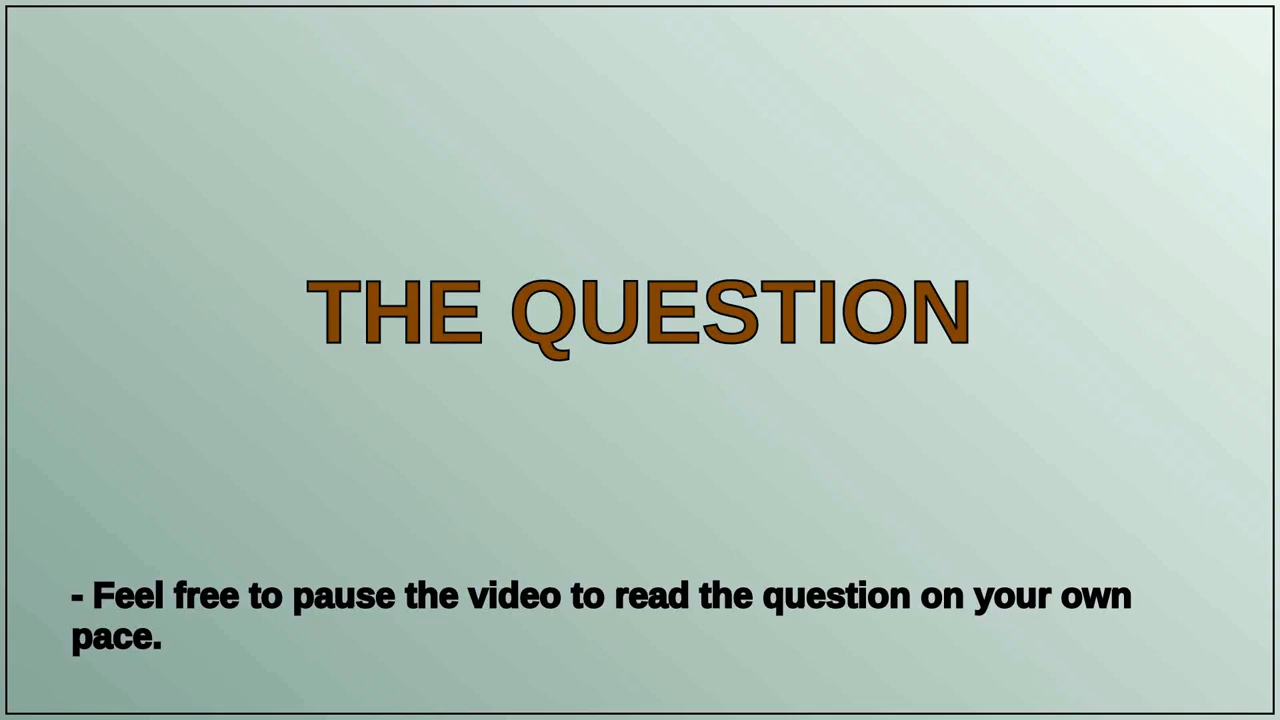 THE QUESTION
- Feel free to pause the video to read the question on your own
pace.